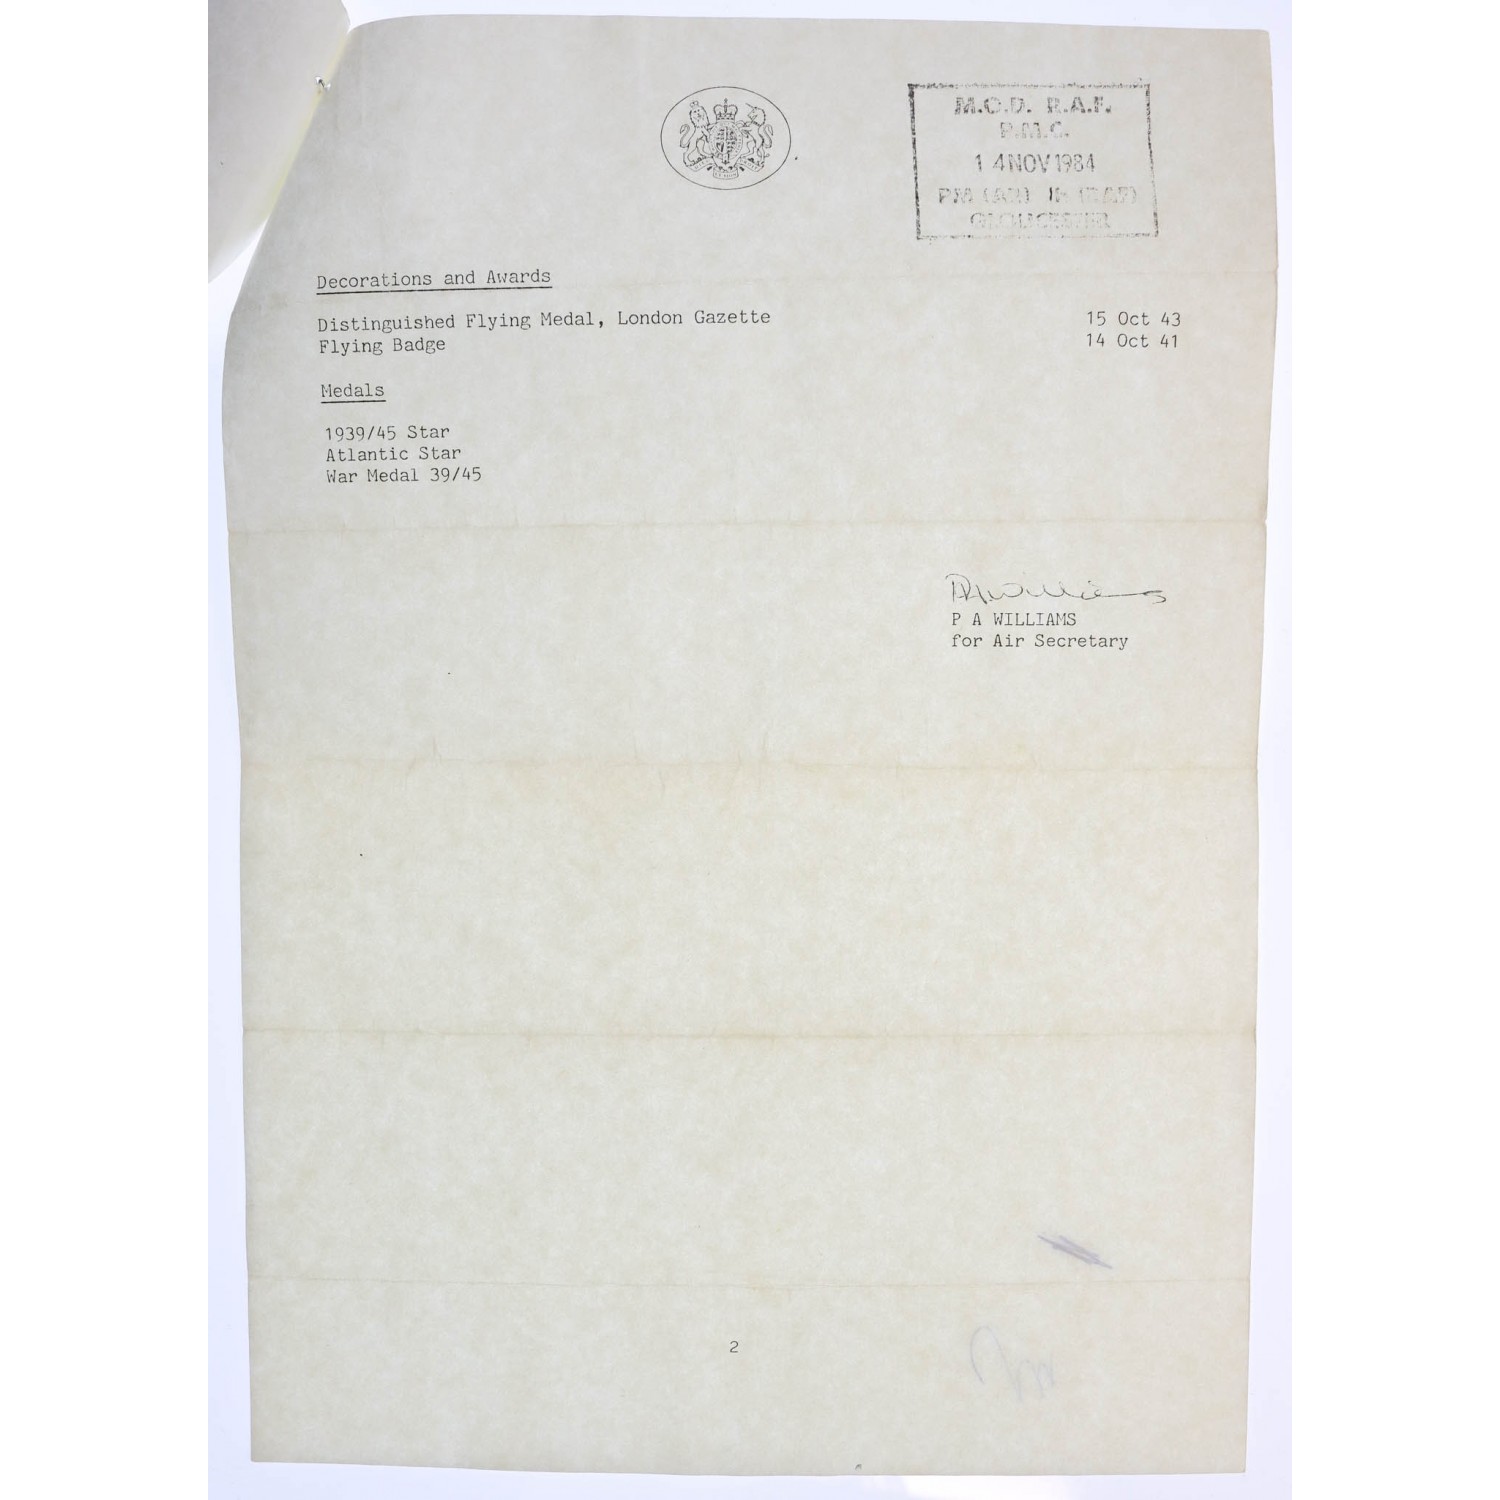 M.O.D. R.A.F.
P.M.C.
14 NOV 1984
GLOUCESTER
Decorations and Awards
Distinguished Flying Medal, London Gazette 15 Oct 43
Flying Badge 14 Oct 41
Medals
1939/45 Star
Atlantic Star
War Medal 39/45
P A Williams
P A WILLIAMS
for Air Secretary
2